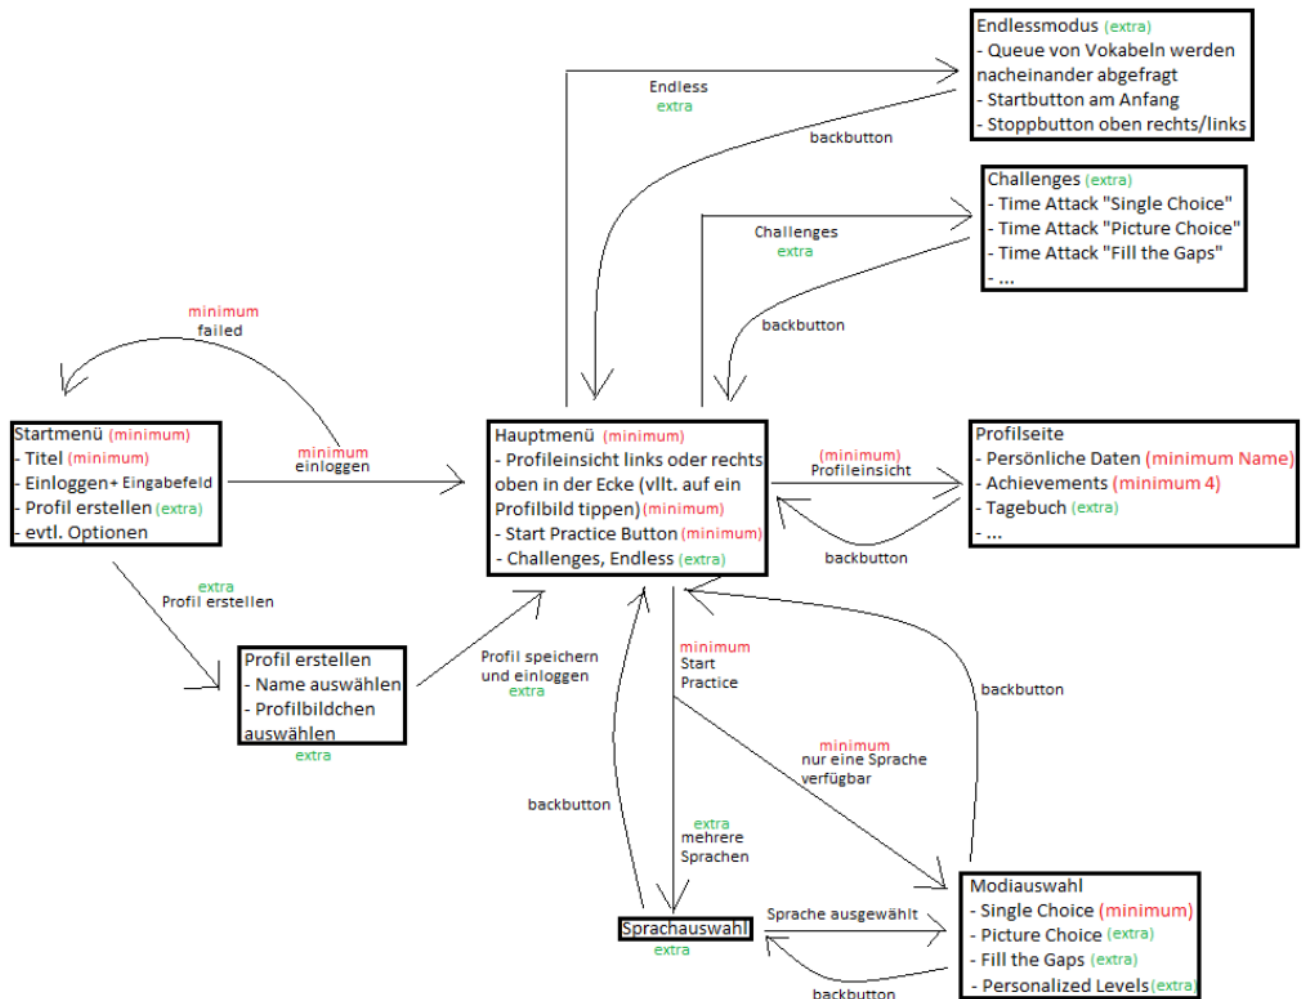 Endlessmodus (extra)
- Queue von Vokabeln werden
nacheinander abgefragt
- Startbutton am Anfang
- Stoppbutton oben rechts/links
Endless
extra
backbutton
Challenges (extra)
- Time Attack "Single Choice"
- Time Attack "Picture Choice"
- Time Attack "Fill the Gaps"
- ...
Challenges
extra
backbutton
minimum
failed
Startmenü (minimum)
- Titel (minimum)
- Einloggen + Eingabefeld
- Profil erstellen (extra)
- evtl. Optionen
minimum
einloggen
Hauptmenü (minimum)
- Profileinsicht links oder rechts
oben in der Ecke (vllt. auf ein
Profilbild tippen) (minimum)
- Start Practice Button (minimum)
- Challenges, Endless (extra)
(minimum)
Profileinsicht
backbutton
Profilseite
- Persönliche Daten (minimum Name)
- Achievements (minimum 4)
- Tagebuch (extra)
- ...
extra
Profil erstellen
Profil erstellen
- Name auswählen
- Profilbildchen
auswählen
extra
Profil speichern
und einloggen
extra
minimum
Start
Practice
backbutton
minimum
nur eine Sprache
verfügbar
backbutton
extra
mehrere
Sprachen
Sprachauswahl
extra
Sprache ausgewählt
backbutton
Modiauswahl
- Single Choice (minimum)
- Picture Choice (extra)
- Fill the Gaps (extra)
- Personalized Levels (extra)